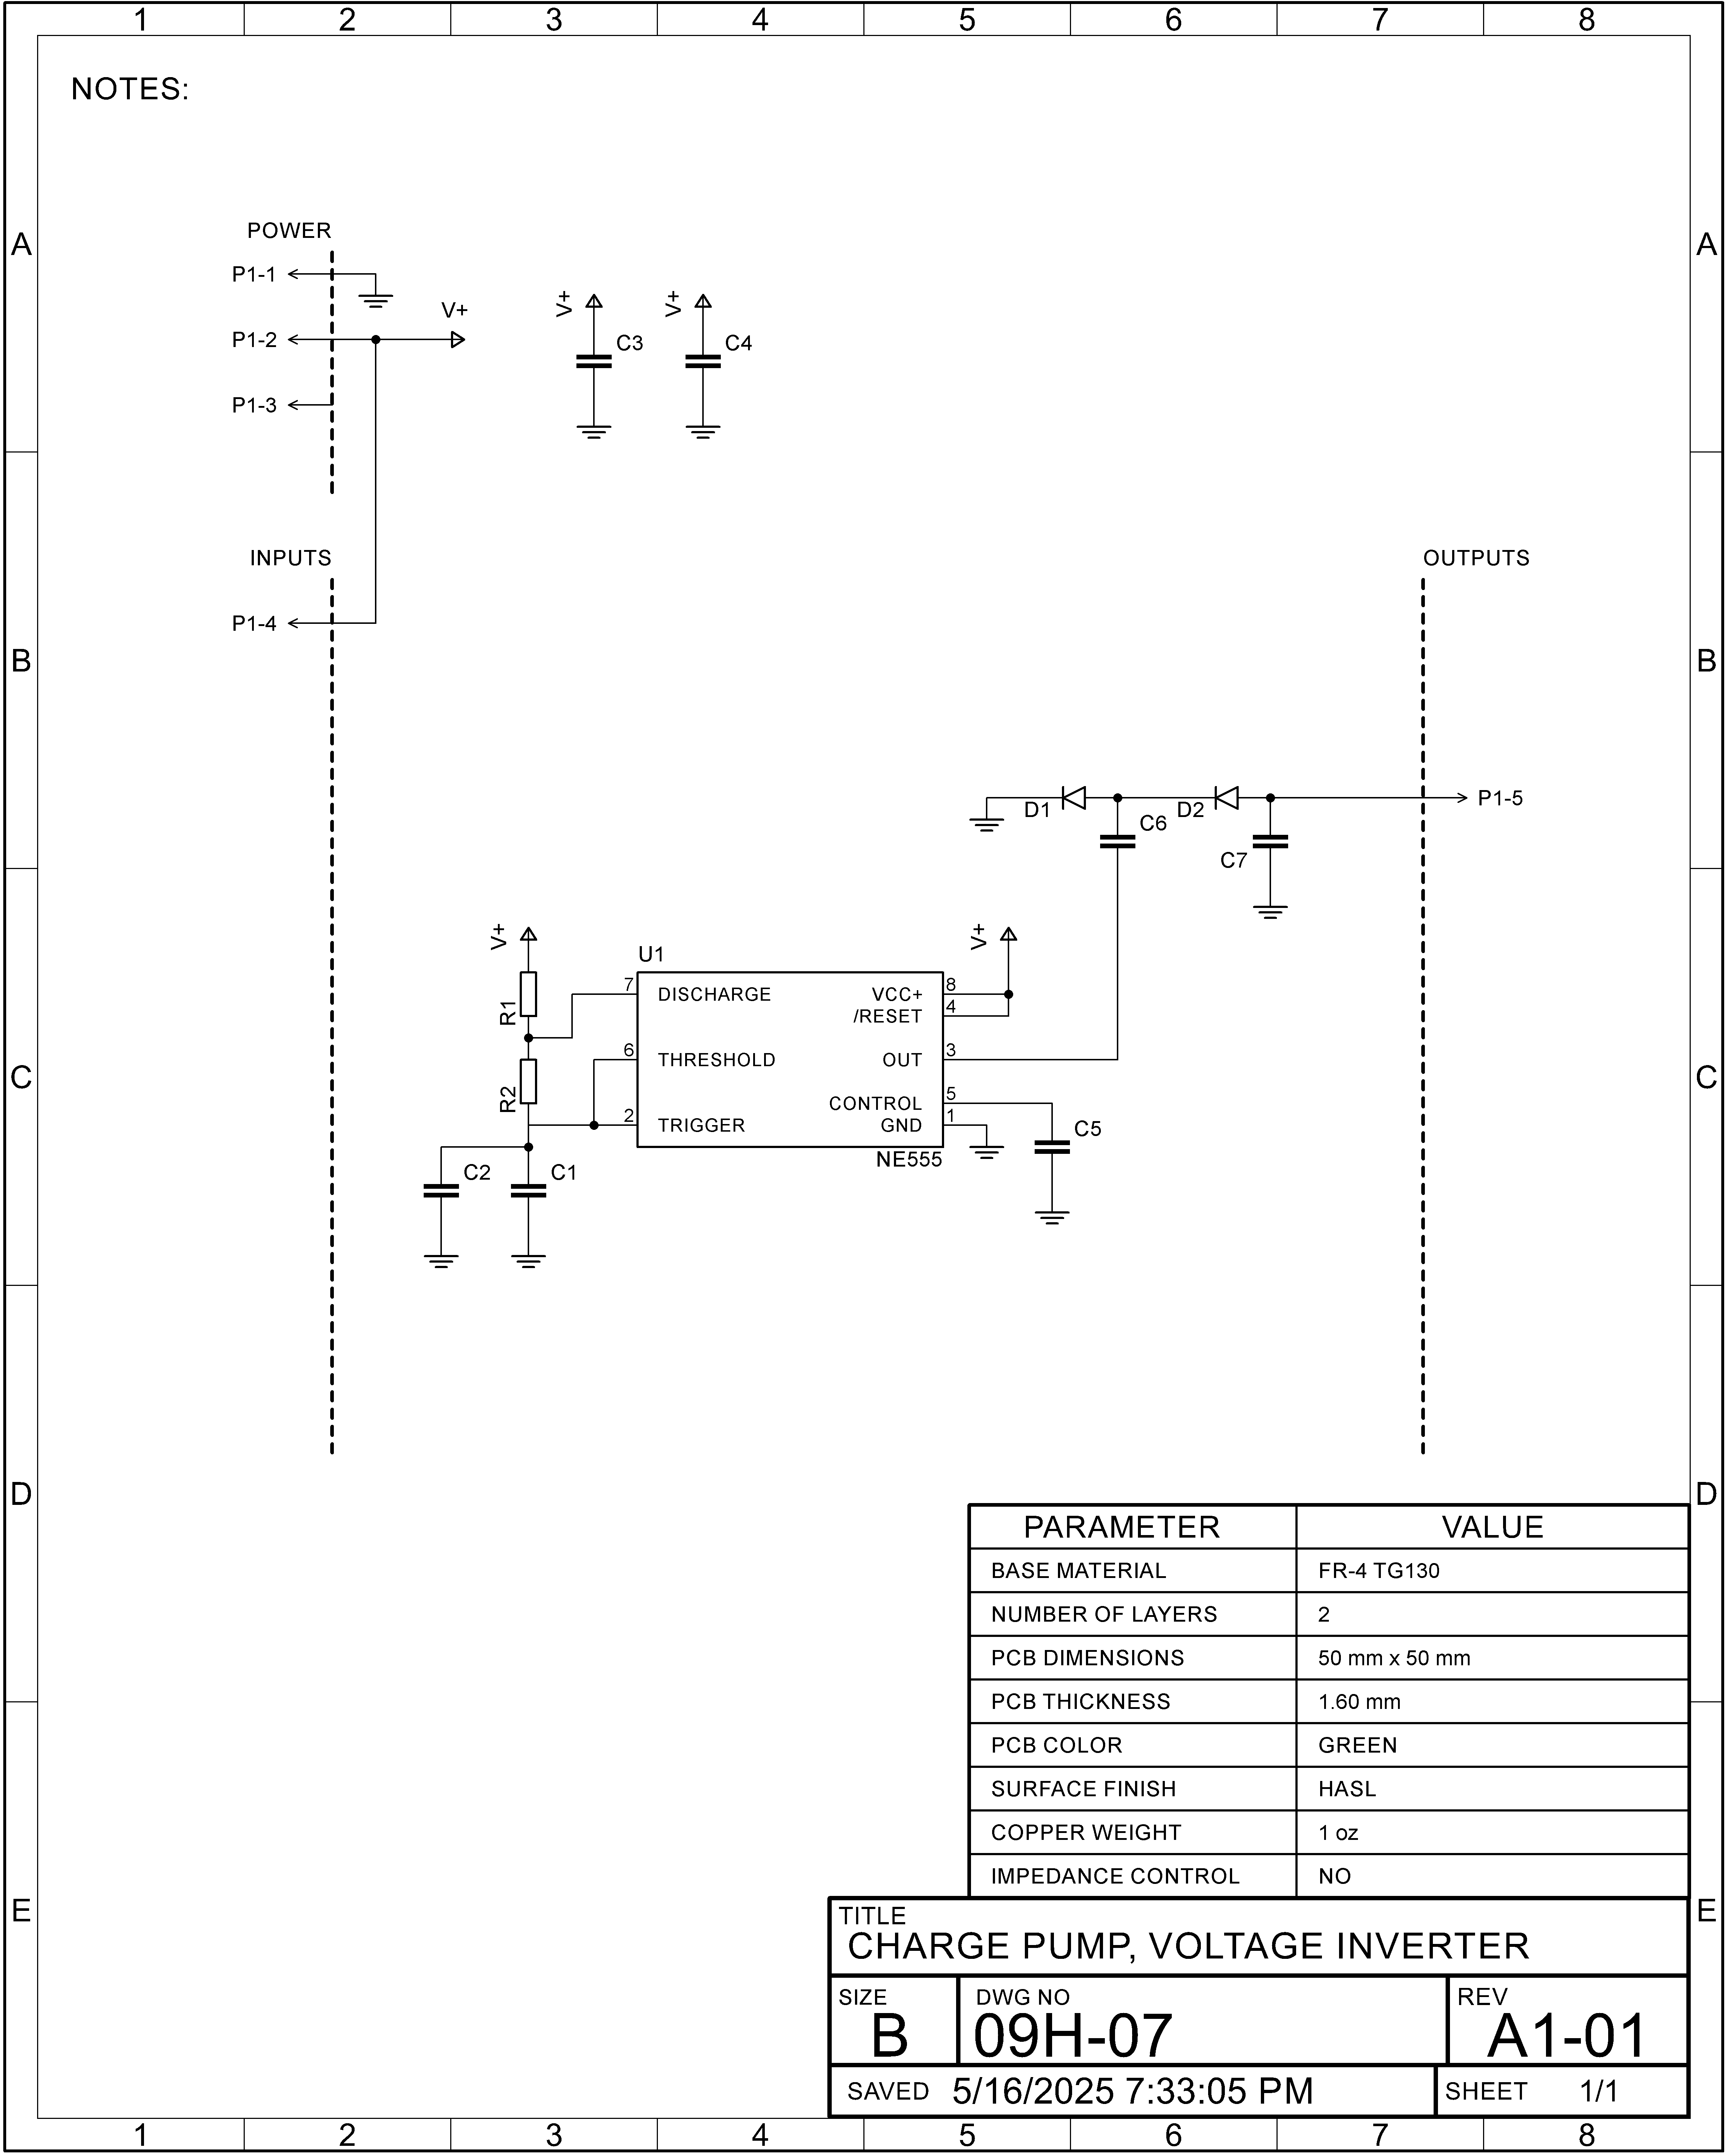 1 2 3 4 5 6 7 8
NOTES:
POWER
A A
P1-1
V+ V+ V+
P1-2 C3 C4
P1-3
INPUTS OUTPUTS
P1-4
B B
D1 D2 P1-5
C6
C7
V+ V+
U1
7 DISCHARGE VCC+ 8
R1 /RESET 4
6 THRESHOLD OUT 3
C C
R2 CONTROL 5
2 TRIGGER GND 1
C5
NE555
C2 C1
D D
PARAMETER VALUE
BASE MATERIAL FR-4 TG130
NUMBER OF LAYERS 2
PCB DIMENSIONS 50 mm x 50 mm
PCB THICKNESS 1.60 mm
PCB COLOR GREEN
SURFACE FINISH HASL
COPPER WEIGHT 1 oz
IMPEDANCE CONTROL NO
E E
TITLE
CHARGE PUMP, VOLTAGE INVERTER
SIZE DWG NO REV
B 09H-07 A1-01
SAVED 5/16/2025 7:33:05 PM SHEET 1/1
1 2 3 4 5 6 7 8